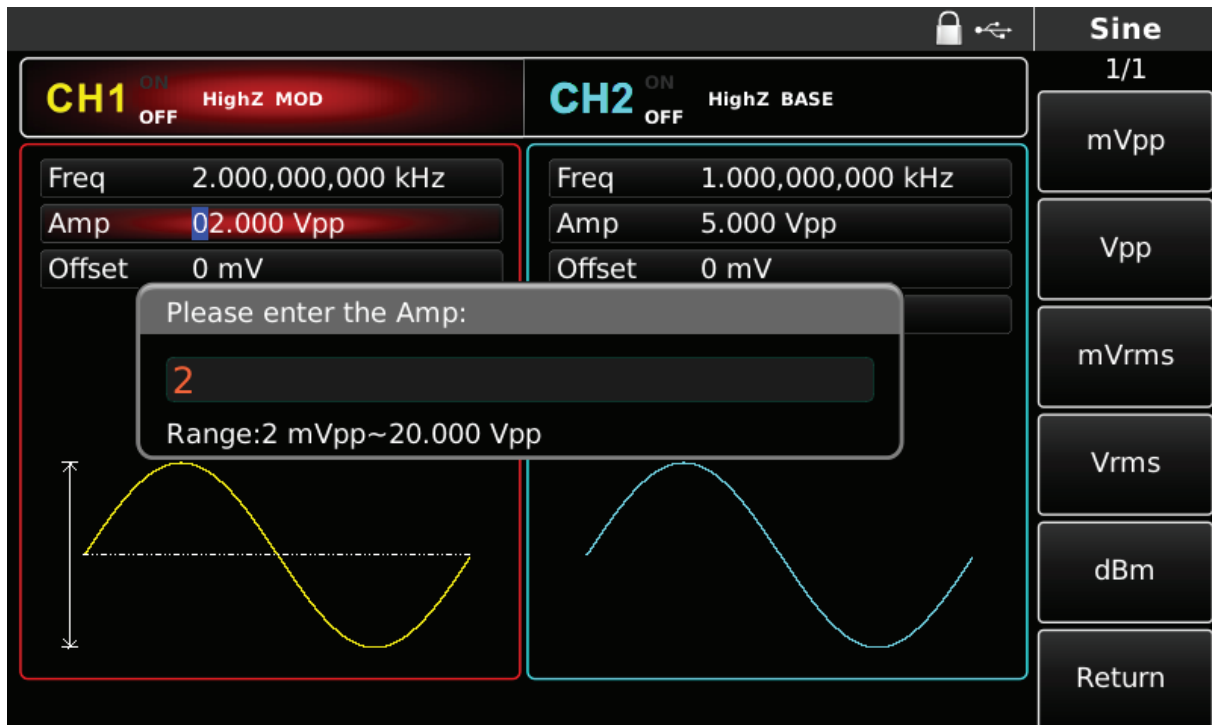 Sine
1/1
CH1 ON OFF HighZ MOD
CH2 ON OFF HighZ BASE
Freq 2.000,000,000 kHz
Amp 02.000 Vpp
Offset 0 mV
Freq 1.000,000,000 kHz
Amp 5.000 Vpp
Offset 0 mV
Please enter the Amp:
2
Range:2 mVpp~20.000 Vpp
mVpp
Vpp
mVrms
Vrms
dBm
Return